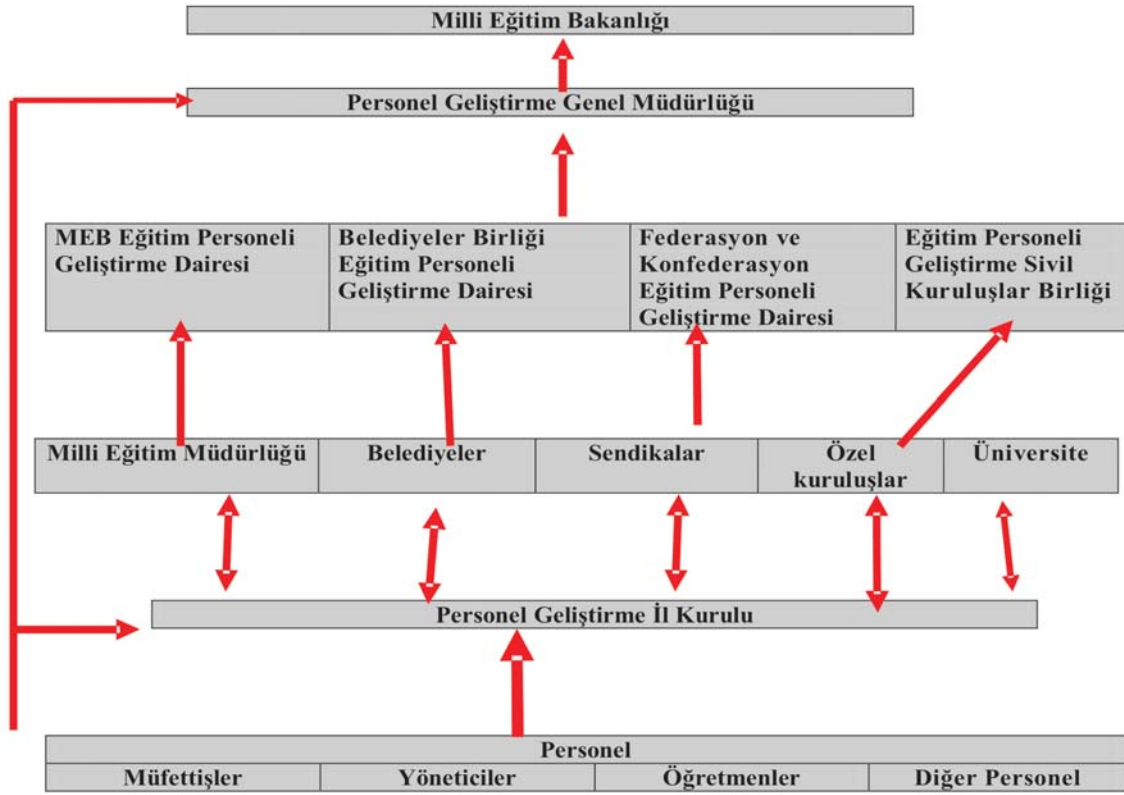 Milli Eğitim Bakanlığı
Personel Geliştirme Genel Müdürlüğü
MEB Eğitim Personeli
Geliştirme Dairesi
Belediyeler Birliği
Eğitim Personeli
Geliştirme Dairesi
Federasyon ve
Konfederasyon
Eğitim Personeli
Geliştirme Dairesi
Eğitim Personeli
Geliştirme Sivil
Kuruluşlar Birliği
Milli Eğitim Müdürlüğü
Belediyeler
Sendikalar
Özel
kuruluşlar
Üniversite
Personel Geliştirme İl Kurulu
Personel
Müfettişler
Yöneticiler
Öğretmenler
Diğer Personel